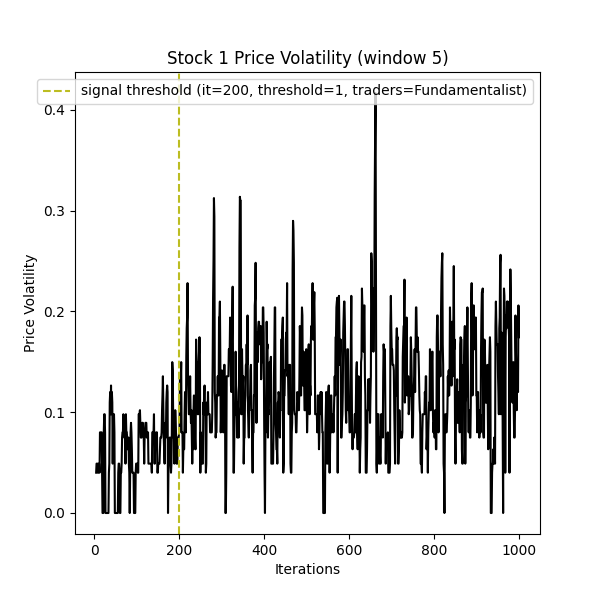 Stock 1 Price Volatility (window 5)
signal threshold (it=200, threshold=1, traders=Fundamentalist)
0.4
0.3
0.2
0.1
0.0
Price Volatility
0 200 400 600 800 1000
Iterations